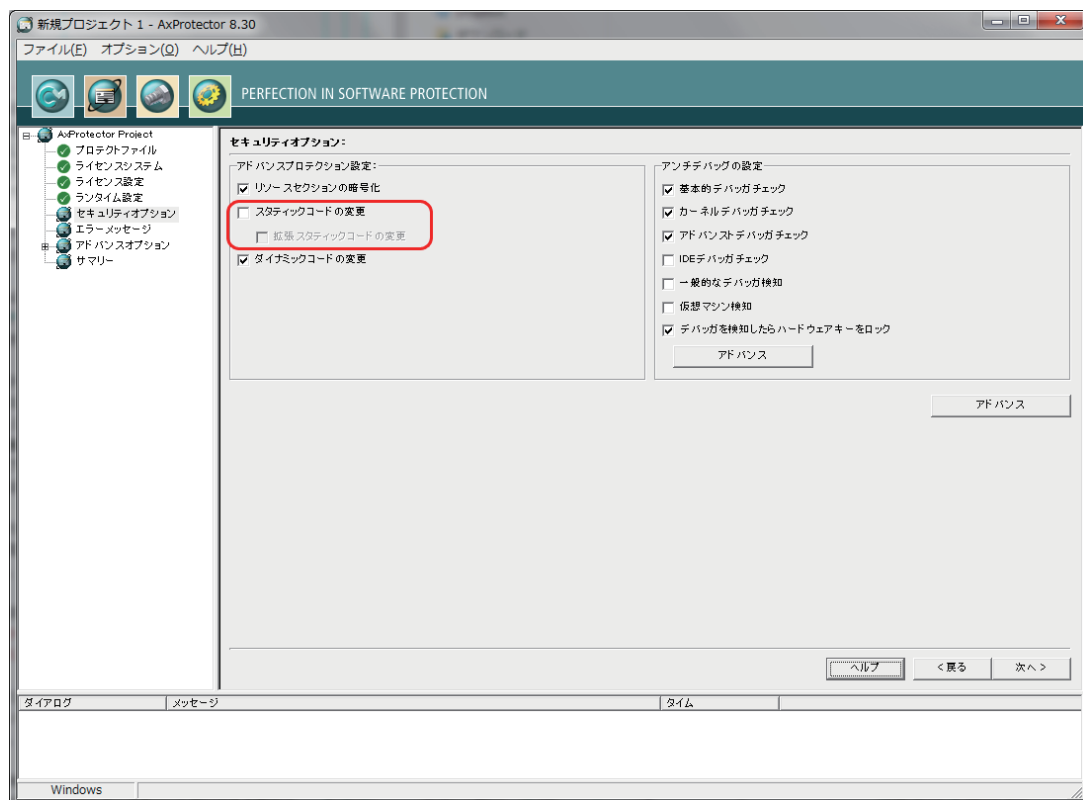 新規プロジェクト 1 - AxProtector 8.30
ファイル(F) オプション(O) ヘルプ(H)
PERFECTION IN SOFTWARE PROTECTION
AxProtector Project
プロテクトファイル
ライセンスシステム
ライセンス設定
ランタイム設定
セキュリティオプション
エラーメッセージ
アドバンスオプション
サマリー
セキュリティオプション:
アドバンスプロテクション設定:
リソースセクションの暗号化
スタティックコードの変更
拡張スタティックコードの変更
ダイナミックコードの変更
アンチデバッグの設定
基本的デバッガチェック
カーネルデバッガチェック
アドバンストデバッガチェック
IDEデバッガチェック
一般的なデバッガ検知
仮想マシン検知
デバッガを検知したらハードウェアキーをロック
アドバンス
アドバンス
ヘルプ <戻る 次へ>
ダイアログ メッセージ タイム
Windows